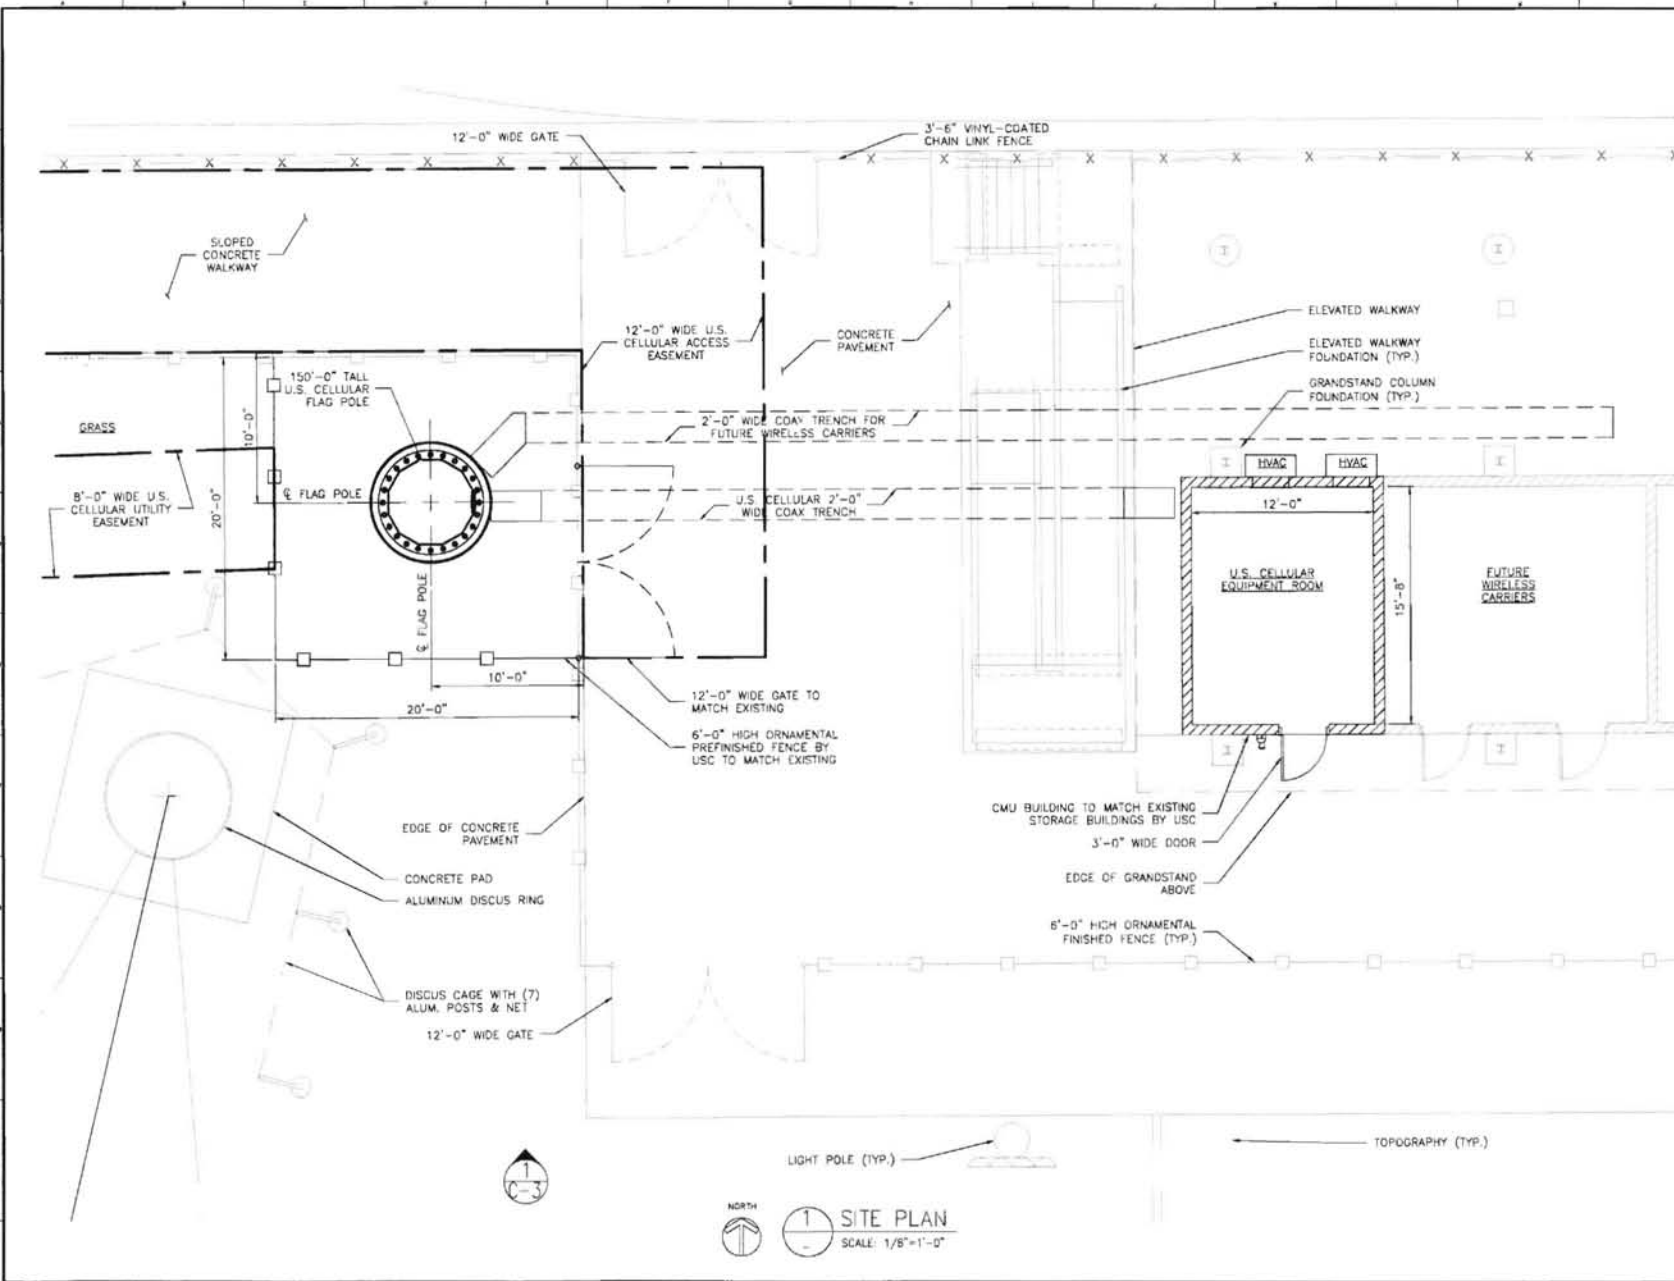 12'-0" WIDE GATE
3'-6" VINYL-COATED
CHAIN LINK FENCE
SLOPED
CONCRETE
WALKWAY
12'-0" WIDE U.S.
CELLULAR ACCESS
EASEMENT
CONCRETE
PAVEMENT
ELEVATED WALKWAY
ELEVATED WALKWAY
FOUNDATION (TYP.)
GRANDSTAND COLUMN
FOUNDATION (TYP.)
150'-0" TALL
U.S. CELLULAR
FLAG POLE
GRASS
10'-0"
20'-0"
2'-0" WIDE COAX TRENCH FOR
FUTURE WIRELESS CARRIERS
HVAC
HVAC
℄ FLAG POLE
8'-0" WIDE U.S.
CELLULAR UTILITY
EASEMENT
U.S. CELLULAR 2'-0"
WIDE COAX TRENCH
12'-0"
U.S. CELLULAR
EQUIPMENT ROOM
15'-8"
FUTURE
WIRELESS
CARRIERS
℄ FLAG POLE
10'-0"
20'-0"
12'-0" WIDE GATE TO
MATCH EXISTING
6'-0" HIGH ORNAMENTAL
PREFINISHED FENCE BY
USC TO MATCH EXISTING
EDGE OF CONCRETE
PAVEMENT
CMU BUILDING TO MATCH EXISTING
STORAGE BUILDINGS BY USC
3'-0" WIDE DOOR
EDGE OF GRANDSTAND
ABOVE
CONCRETE PAD
ALUMINUM DISCUS RING
6'-0" HIGH ORNAMENTAL
FINISHED FENCE (TYP.)
DISCUS CAGE WITH (7)
ALUM. POSTS & NET
12'-0" WIDE GATE
LIGHT POLE (TYP.)
TOPOGRAPHY (TYP.)
1
C-3
NORTH
1
-
SITE PLAN
SCALE: 1/8"=1'-0"